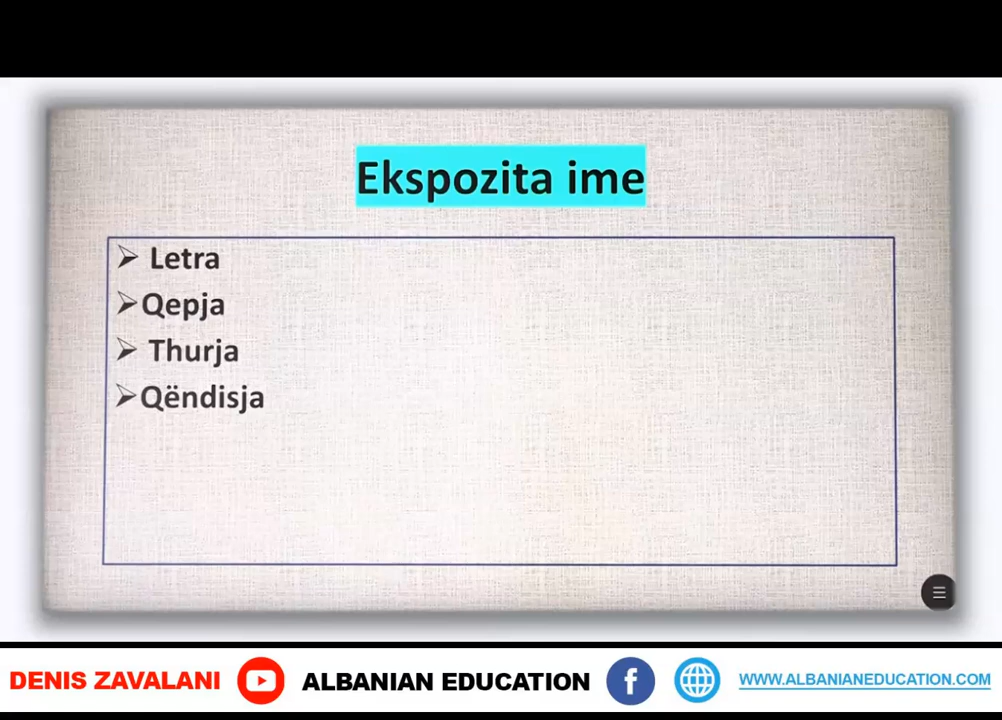 Ekspozita ime
Letra
Qepja
Thurja
Qëndisja
DENIS ZAVALANI ALBANIAN EDUCATION WWW.ALBANIANEDUCATION.COM